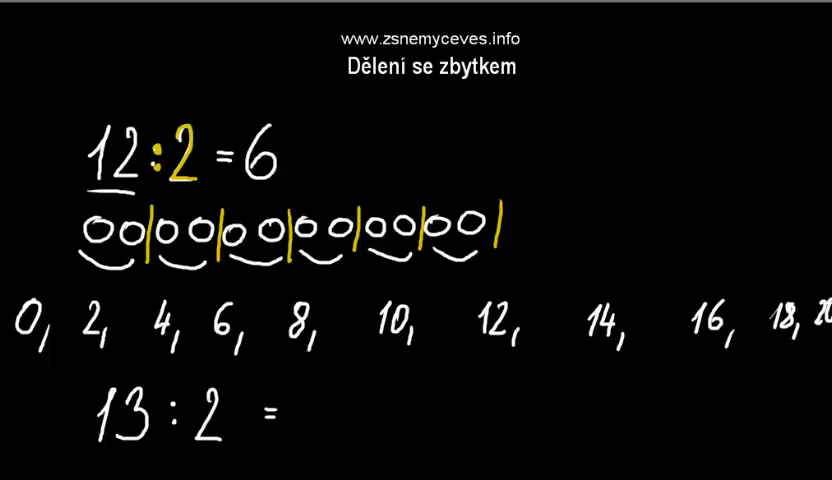 www.zsnemyceves.info
Dělení se zbytkem
12:2=6
0, 2, 4, 6, 8, 10, 12, 14, 16, 18, 20
13:2=